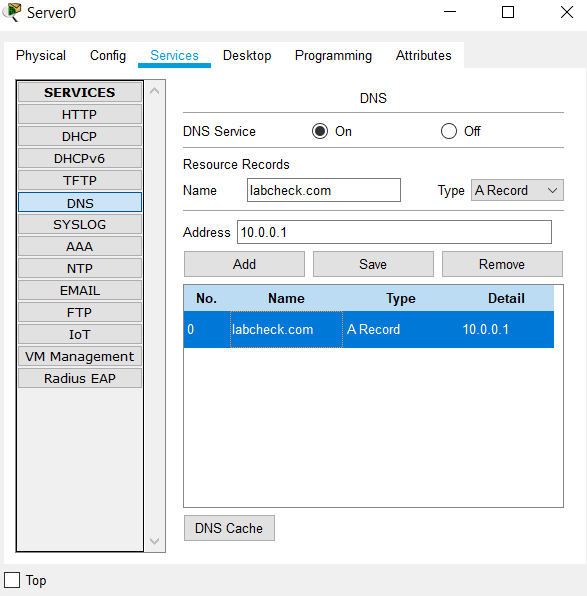 Server0
Physical Config Services Desktop Programming Attributes
SERVICES
HTTP
DHCP
DHCPv6
TFTP
DNS
SYSLOG
AAA
NTP
EMAIL
FTP
IoT
VM Management
Radius EAP
DNS
DNS Service On Off
Resource Records
Name labcheck.com Type A Record
Address 10.0.0.1
Add Save Remove
No. Name Type Detail
0 labcheck.com A Record 10.0.0.1
DNS Cache
Top